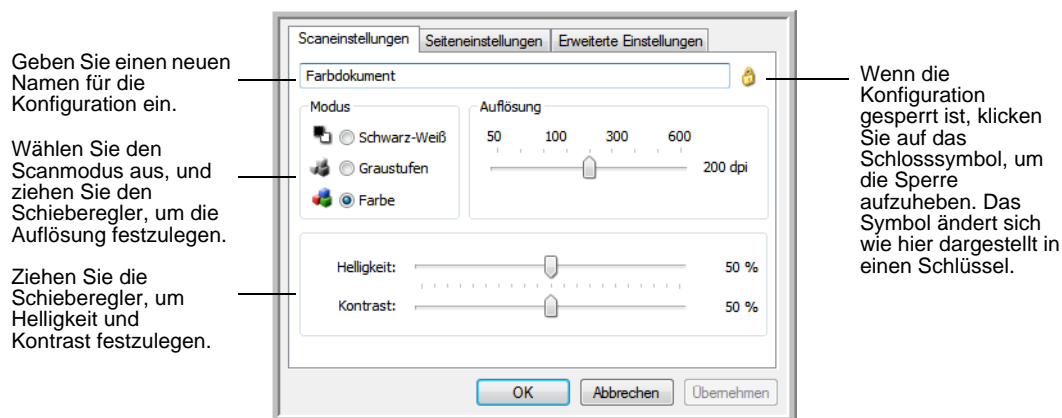 Geben Sie einen neuen
Namen für die
Konfiguration ein.
Wählen Sie den
Scanmodus aus, und
ziehen Sie den
Schieberegler, um die
Auflösung festzulegen.
Ziehen Sie die
Schieberegler, um
Helligkeit und
Kontrast festzulegen.
Scaneinstellungen Seiteneinstellungen Erweiterte Einstellungen
Farbdokument
Modus
Schwarz-Weiß
Graustufen
Farbe
Auflösung
50 100 300 600
200 dpi
Helligkeit: 50 %
Kontrast: 50 %
OK Abbrechen Übernehmen
Wenn die
Konfiguration
gesperrt ist, klicken
Sie auf das
Schlosssymbol, um
die Sperre
aufzuheben. Das
Symbol ändert sich
wie hier dargestellt in
einen Schlüssel.